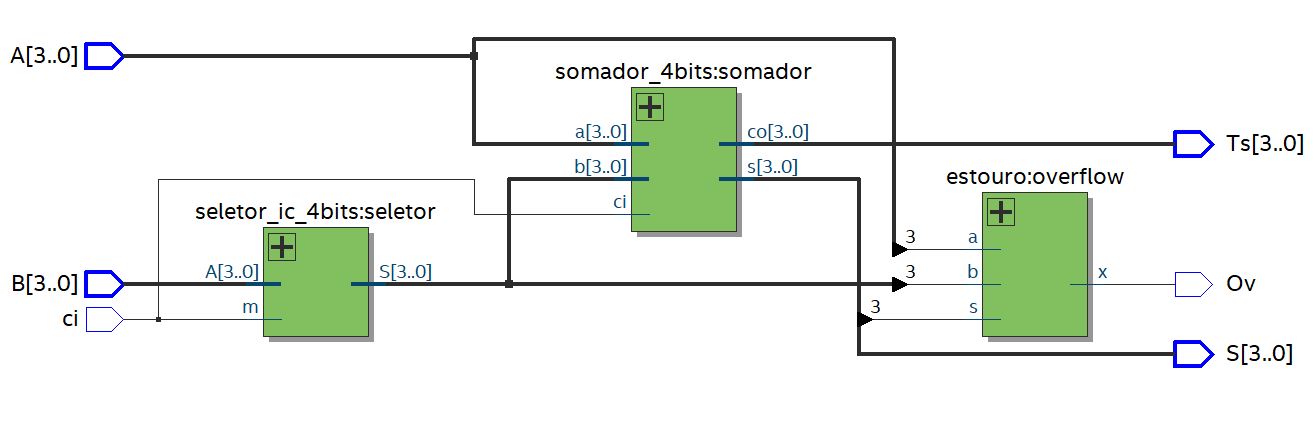 A[3..0]
somador_4bits:somador
a[3..0]
co[3..0]
Ts[3..0]
b[3..0]
s[3..0]
estouro:overflow
ci
seletor_ic_4bits:seletor
3
a
B[3..0]
A[3..0]
S[3..0]
3
b
x
Ov
ci
m
3
s
S[3..0]